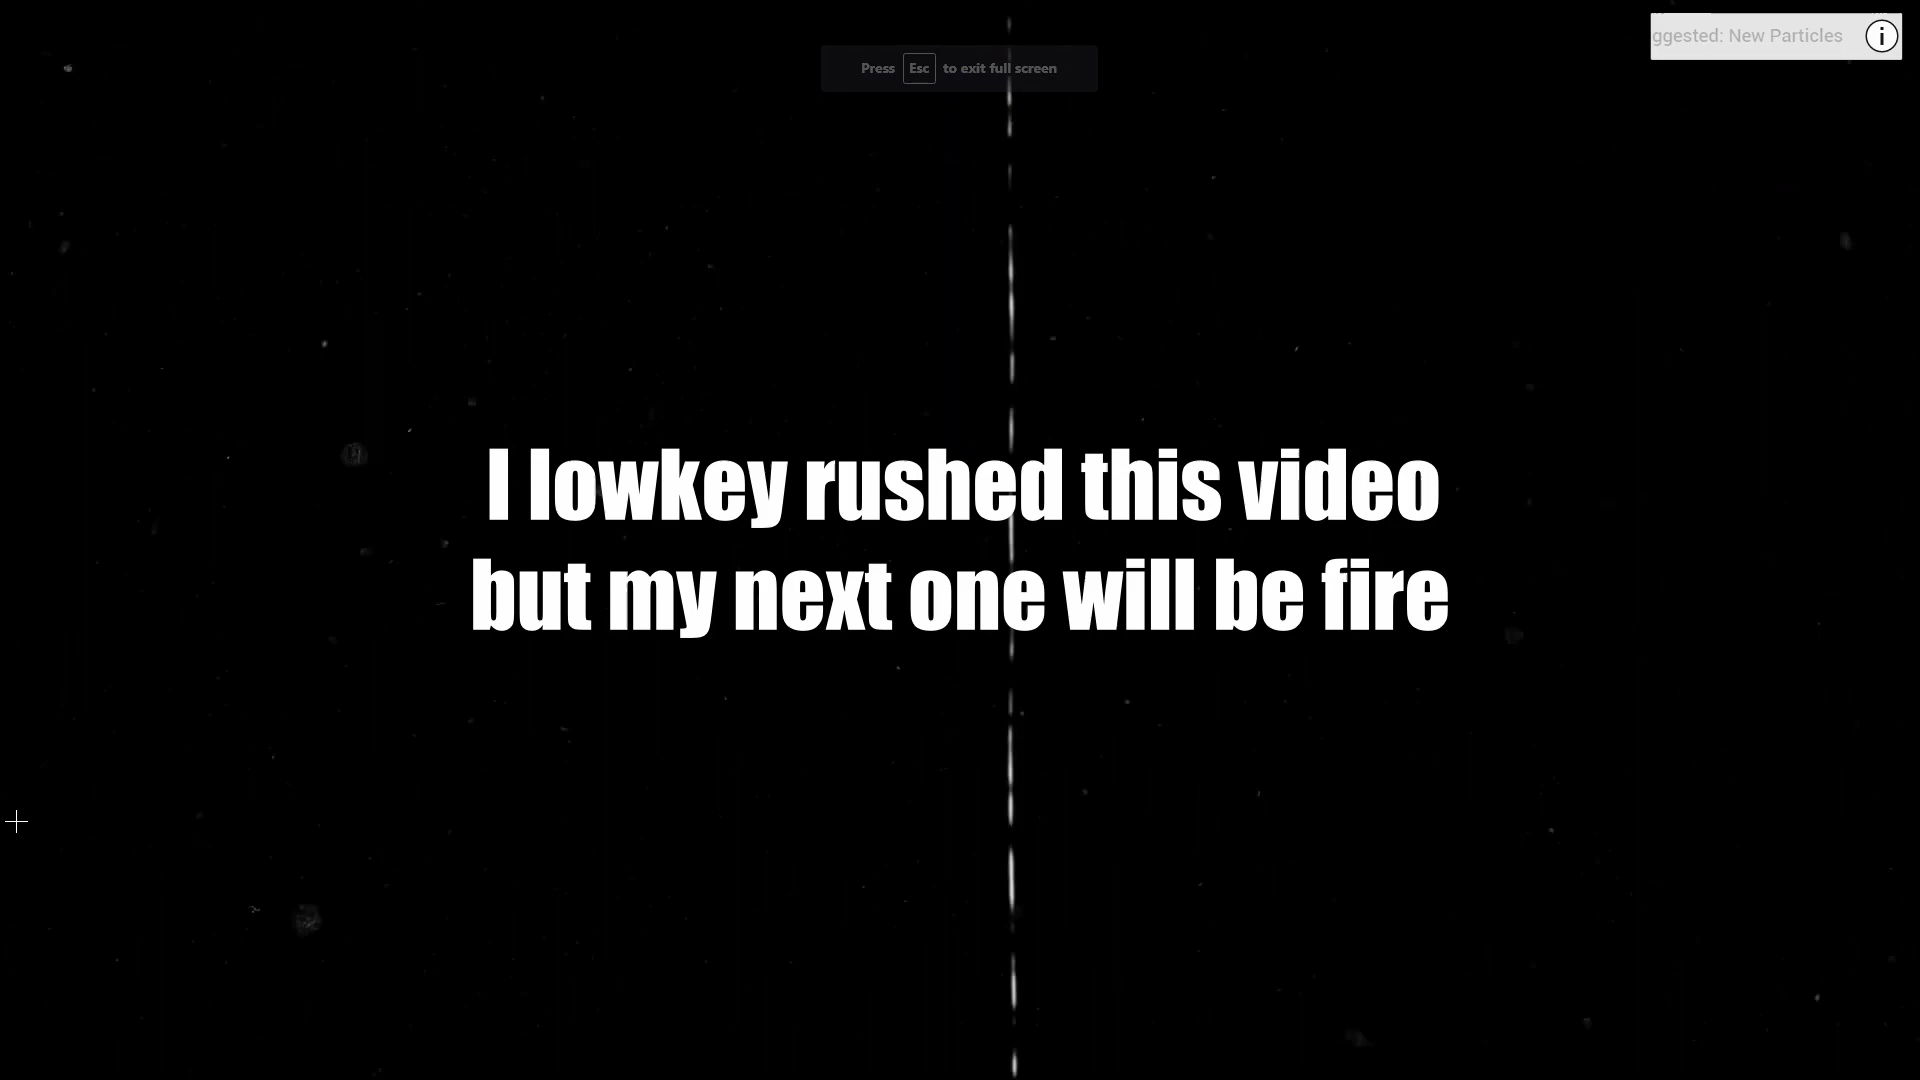 ggested: New Particles i
Press Esc to exit full screen
I lowkey rushed this video
but my next one will be fire